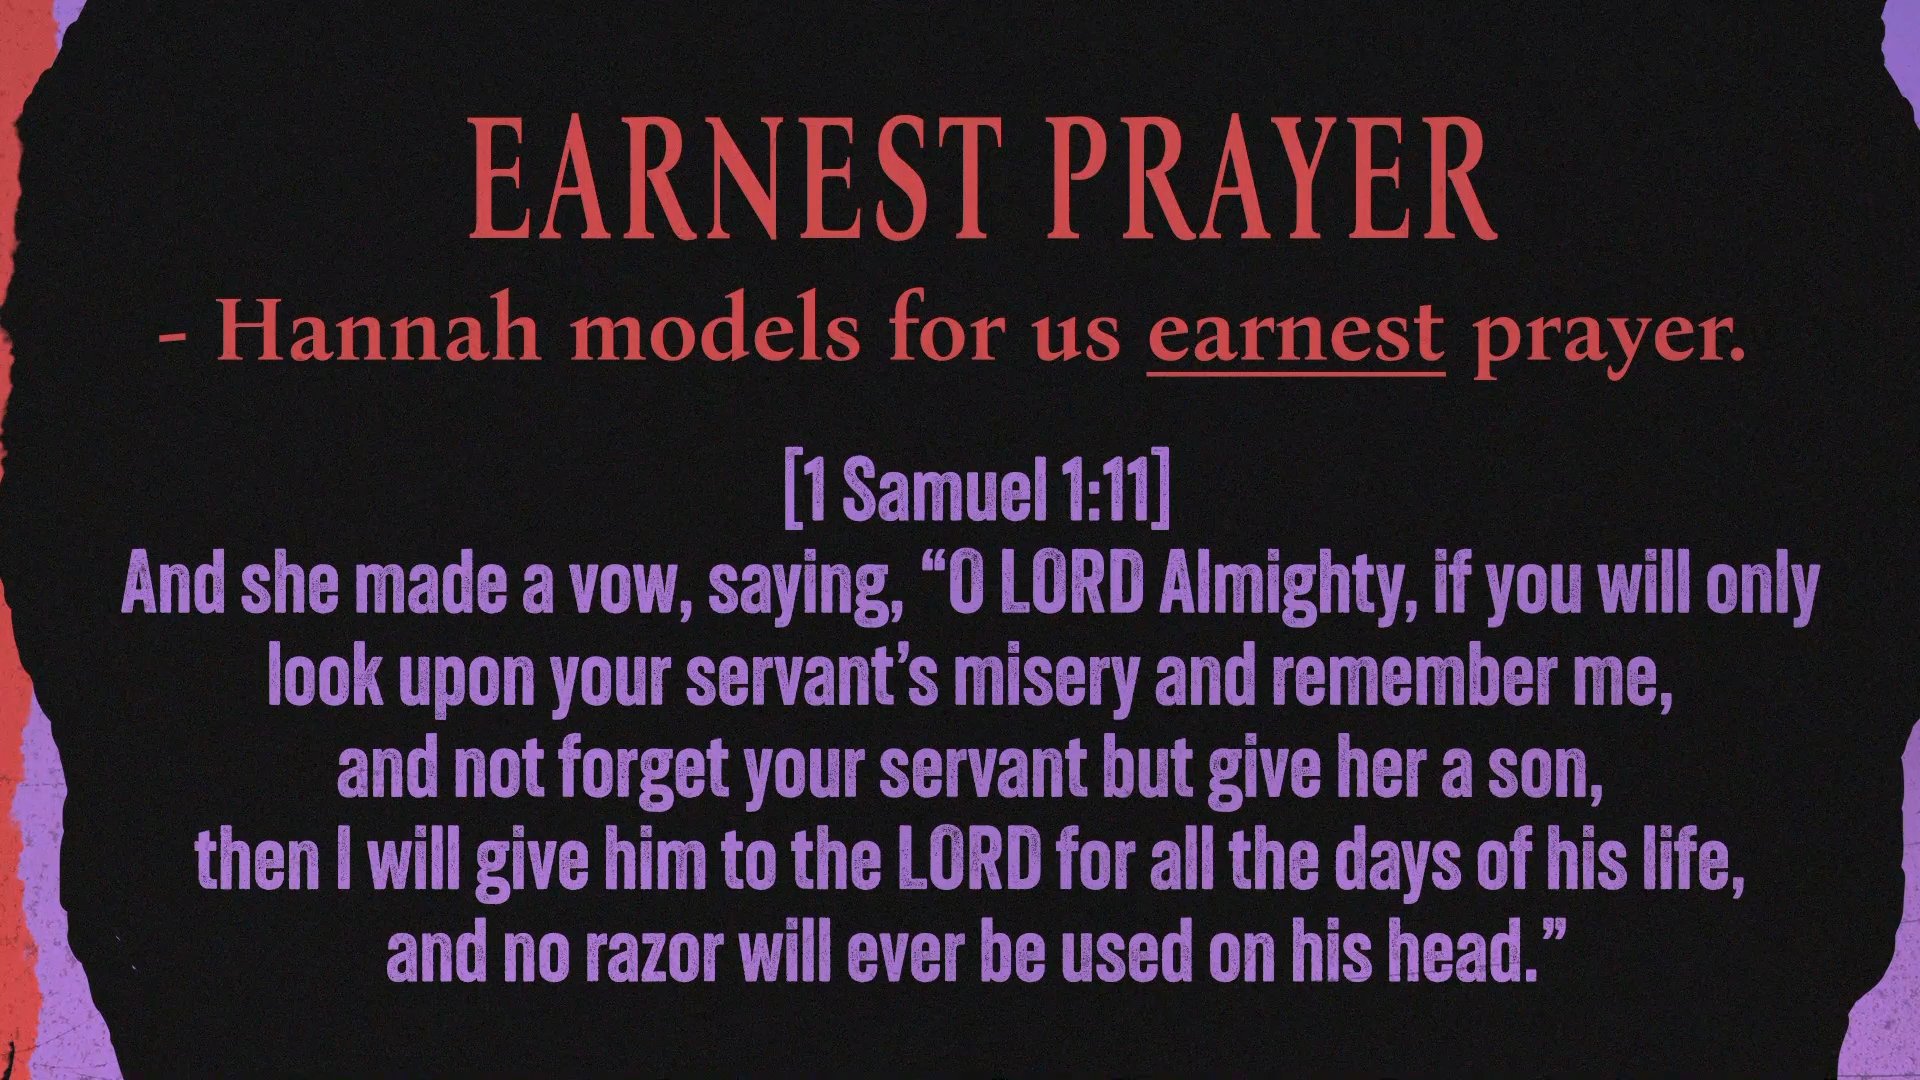 EARNEST PRAYER
- Hannah models for us earnest prayer.
[1 Samuel 1:11]
And she made a vow, saying, “O LORD Almighty, if you will only
look upon your servant’s misery and remember me,
and not forget your servant but give her a son,
then I will give him to the LORD for all the days of his life,
and no razor will ever be used on his head.”